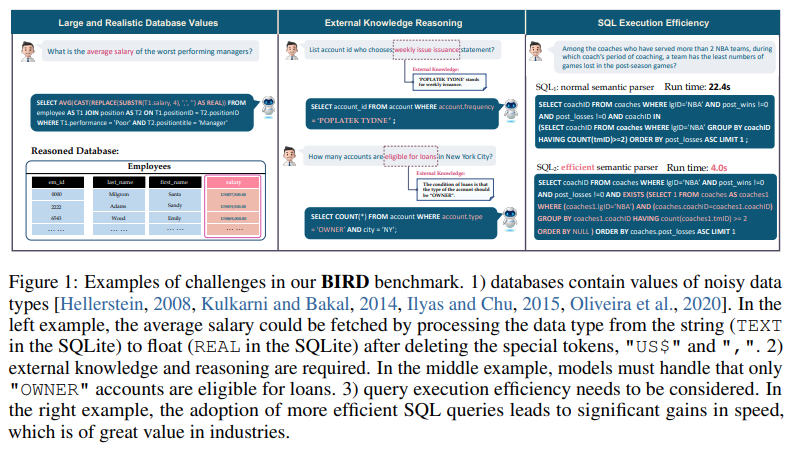 Large and Realistic Database Values
What is the average salary of the worst performing managers?
SELECT AVG(CAST(REPLACE(SUBSTR(T1.salary, 4), ',', '') AS REAL)) FROM
employee AS T1 JOIN position AS T2 ON T1.positionID = T2.positionID
WHERE T1.performance = 'Poor' AND T2.positiontitle = 'Manager'
Reasoned Database:
Employees
em_id last_name first_name salary
0000 Milgrom Santa
2222 Adams Sandy
6543 Wood Emily
... ... ... ... ... ... ... ...
External Knowledge Reasoning
List account id who chooses weekly issue issuance statement?
External Knowledge:
'POPLATEK TYDNE' stands
for weekly issuance.
SELECT account_id FROM account WHERE account.frequency
= 'POPLATEK TYDNE' ;
How many accounts are eligible for loans in New York City?
External Knowledge:
The condition of loans is that
the type of the account should
be "OWNER".
SELECT COUNT(*) FROM account WHERE account.type
= 'OWNER' AND city = 'NY';
SQL Execution Efficiency
Among the coaches who have served more than 2 NBA teams, during
which coach's period of coaching, a team has the least numbers of
games lost in the post-season games?
SQL1: normal semantic parser Run time: 22.4s
SELECT coachID FROM coaches WHERE lgID='NBA' AND post_wins !=0
AND post_losses !=0 AND coachID IN
(SELECT coachID FROM coaches WHERE lgID='NBA' GROUP BY coachID
HAVING COUNT(tmID)>=2) ORDER BY post_losses ASC LIMIT 1 ;
SQL2: efficient semantic parser Run time: 4.0s
SELECT coachID FROM coaches WHERE lgID='NBA' AND post_wins !=0
AND post_losses !=0 AND EXISTS (SELECT 1 FROM coaches AS coaches1
WHERE (coaches1.lgID='NBA') AND (coaches.coachID=coaches1.coachID)
GROUP BY coaches1.coachID HAVING count(coaches1.tmID) >= 2
ORDER BY NULL ) ORDER BY coaches.post_losses ASC LIMIT 1
Figure 1: Examples of challenges in our BIRD benchmark. 1) databases contain values of noisy data
types [Hellerstein, 2008, Kulkarni and Bakal, 2014, Ilyas and Chu, 2015, Oliveira et al., 2020]. In the
left example, the average salary could be fetched by processing the data type from the string (TEXT
in the SQLite) to float (REAL in the SQLite) after deleting the special tokens, "US$" and ",". 2)
external knowledge and reasoning are required. In the middle example, models must handle that only
"OWNER" accounts are eligible for loans. 3) query execution efficiency needs to be considered. In
the right example, the adoption of more efficient SQL queries leads to significant gains in speed,
which is of great value in industries.